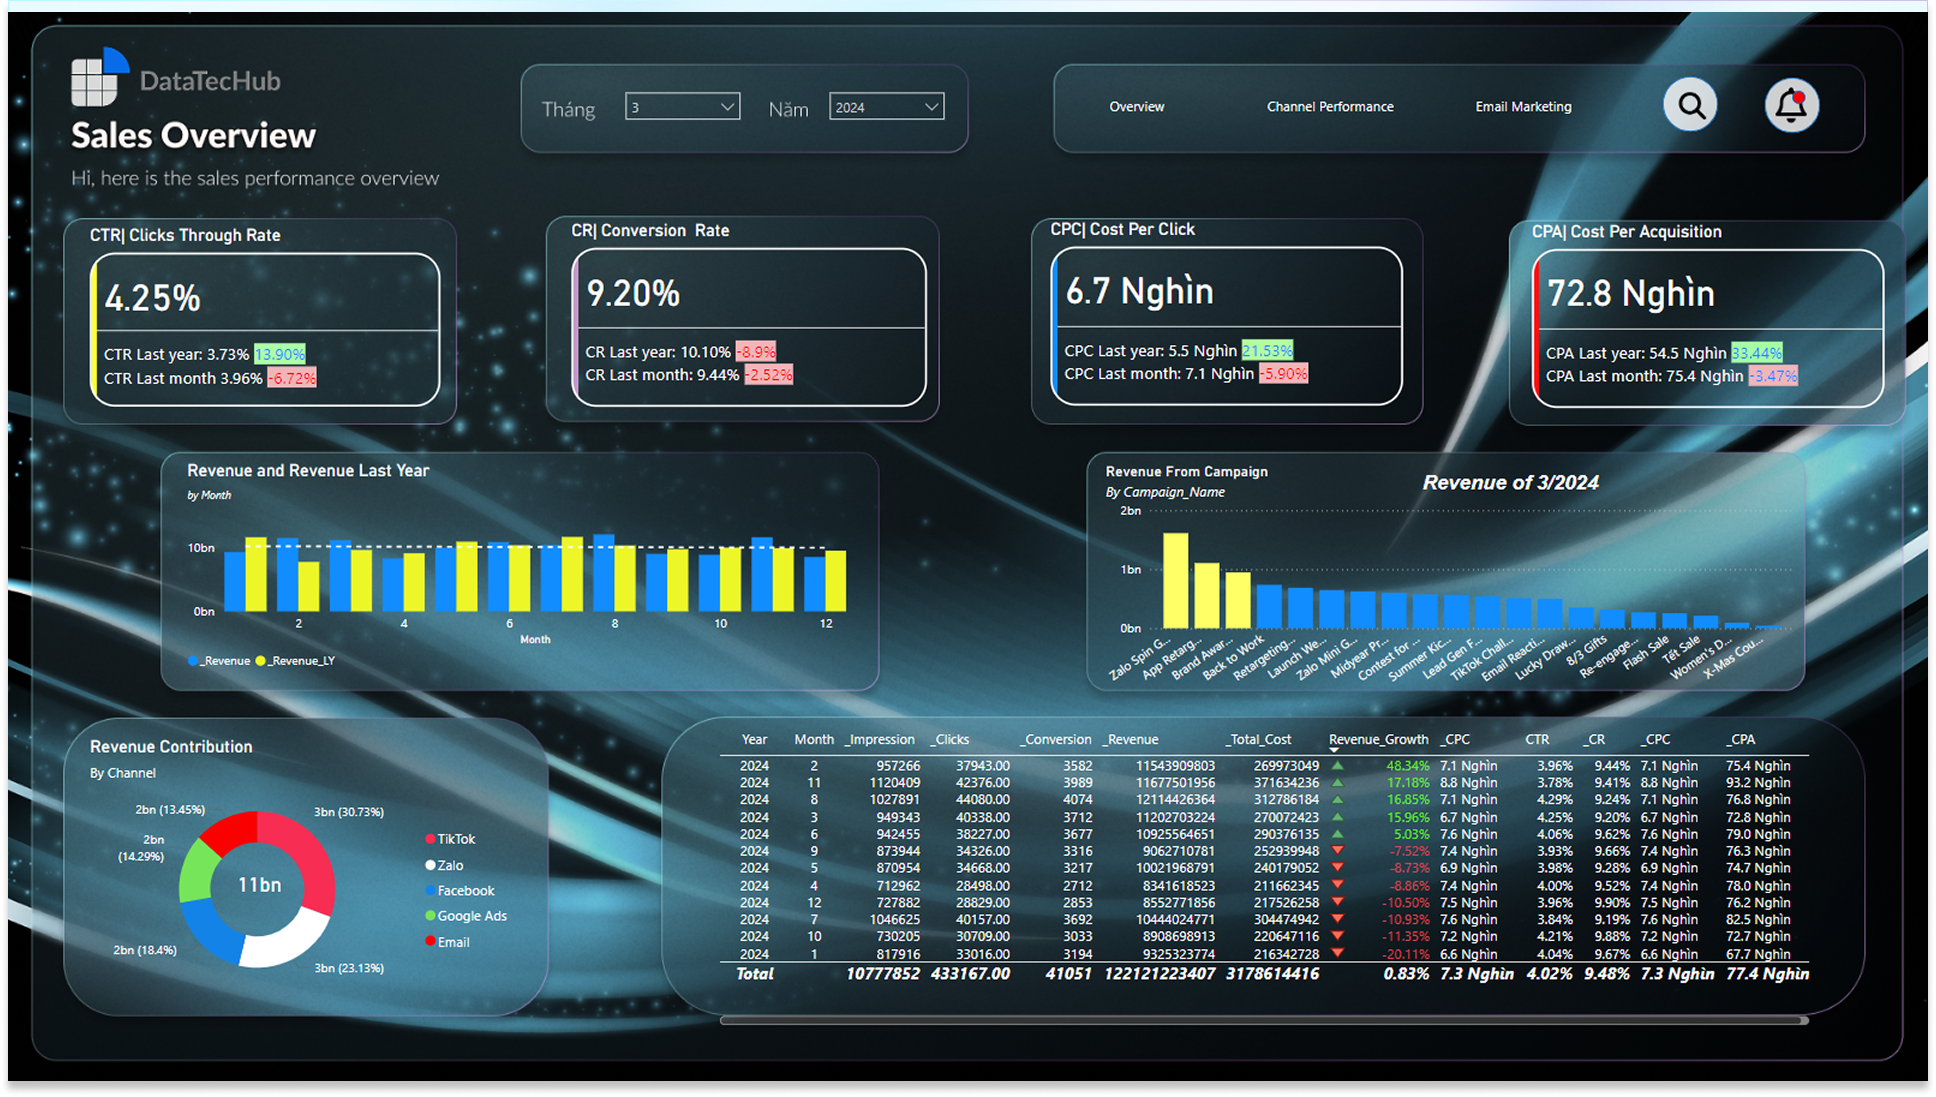 DataTecHub
Sales Overview
Hi, here is the sales performance overview
Tháng 3 Năm 2024
Overview Channel Performance Email Marketing
CTR| Clicks Through Rate
4.25%
CTR Last year: 3.73% 13.90%
CTR Last month 3.96% -6.72%
CR| Conversion Rate
9.20%
CR Last year: 10.10% -8.9%
CR Last month: 9.44% -2.52%
CPC| Cost Per Click
6.7 Nghìn
CPC Last year: 5.5 Nghìn 21.53%
CPC Last month: 7.1 Nghìn -5.90%
CPA| Cost Per Acquisition
72.8 Nghìn
CPA Last year: 54.5 Nghìn 33.44%
CPA Last month: 75.4 Nghìn -3.47%
Revenue and Revenue Last Year
by Month
10bn
0bn
2 4 6 8 10 12
Month
_Revenue _Revenue_LY
Revenue From Campaign
By Campaign_Name
Revenue of 3/2024
2bn
1bn
0bn
Zalo Spin G...
App Retarg...
Brand Awar...
Back to Work
Retargeting...
Launch We...
Zalo Mini G...
Midyear Pr...
Contest for ...
Summer Kic...
Lead Gen F...
TikTok Chall...
Email Reacti...
Lucky Draw...
8/3 Gifts
Re-engage...
Flash Sale
Tết Sale
Women's D...
X-Mas Cou...
Revenue Contribution
By Channel
2bn (13.45%)
3bn (30.73%)
2bn
(14.29%)
11bn
2bn (18.4%)
3bn (23.13%)
TikTok
Zalo
Facebook
Google Ads
Email
Year Month _Impression _Clicks _Conversion _Revenue _Total_Cost Revenue_Growth _CPC CTR _CR _CPC _CPA
2024 2 957266 37943.00 3582 11543909803 269973049 48.34% 7.1 Nghìn 3.96% 9.44% 7.1 Nghìn 75.4 Nghìn
2024 11 1120409 42376.00 3989 11677501956 371634236 17.18% 8.8 Nghìn 3.78% 9.41% 8.8 Nghìn 93.2 Nghìn
2024 8 1027891 44080.00 4074 12114426364 312786184 16.85% 7.1 Nghìn 4.29% 9.24% 7.1 Nghìn 76.8 Nghìn
2024 3 949343 40338.00 3712 11202703224 270072423 15.96% 6.7 Nghìn 4.25% 9.20% 6.7 Nghìn 72.8 Nghìn
2024 6 942455 38227.00 3677 10925564651 290376135 5.03% 7.6 Nghìn 4.06% 9.62% 7.6 Nghìn 79.0 Nghìn
2024 9 873944 34326.00 3316 9062710781 252939948 -7.52% 7.4 Nghìn 3.93% 9.66% 7.4 Nghìn 76.3 Nghìn
2024 5 870954 34668.00 3217 10021968791 240179052 -8.73% 6.9 Nghìn 3.98% 9.28% 6.9 Nghìn 74.7 Nghìn
2024 4 712962 28498.00 2712 8341618523 211662345 -8.86% 7.4 Nghìn 4.00% 9.52% 7.4 Nghìn 78.0 Nghìn
2024 12 727882 28829.00 2853 8552771856 217526258 -10.50% 7.5 Nghìn 3.96% 9.90% 7.5 Nghìn 76.2 Nghìn
2024 7 1046625 40157.00 3692 10444024771 304474942 -10.93% 7.6 Nghìn 3.84% 9.19% 7.6 Nghìn 82.5 Nghìn
2024 10 730205 30709.00 3033 8908698913 220647116 -11.35% 7.2 Nghìn 4.21% 9.88% 7.2 Nghìn 72.7 Nghìn
2024 1 817916 33016.00 3194 9325323774 216342728 -20.11% 6.6 Nghìn 4.04% 9.67% 6.6 Nghìn 67.7 Nghìn
Total 10777852 433167.00 41051 122121223407 3178614416 0.83% 7.3 Nghìn 4.02% 9.48% 7.3 Nghìn 77.4 Nghìn